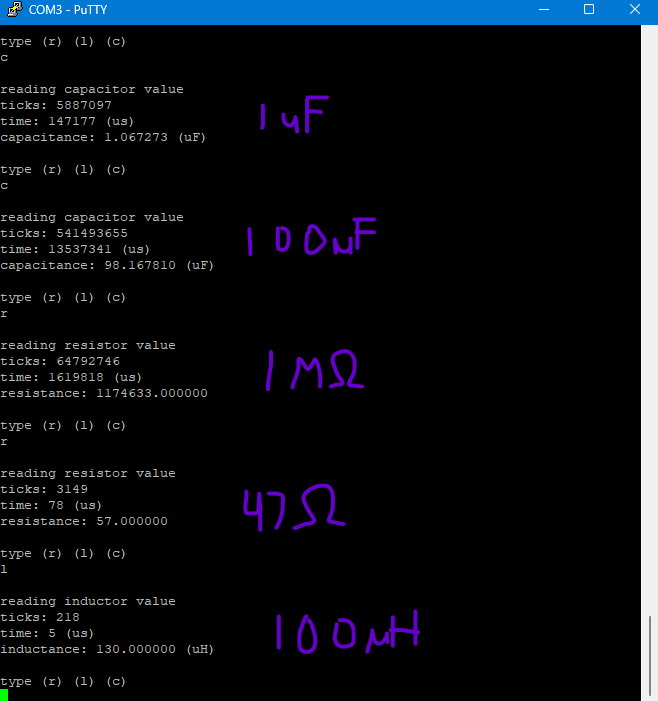 COM3 - PuTTY
type (r) (l) (c)
c
reading capacitor value
ticks: 5887097
time: 147177 (us)
capacitance: 1.067273 (uF)
1uF
type (r) (l) (c)
c
reading capacitor value
ticks: 541493655
time: 13537341 (us)
capacitance: 98.167810 (uF)
100uF
type (r) (l) (c)
r
reading resistor value
ticks: 64792746
time: 1619818 (us)
resistance: 1174633.000000
1MΩ
type (r) (l) (c)
r
reading resistor value
ticks: 3149
time: 78 (us)
resistance: 57.000000
47Ω
type (r) (l) (c)
l
reading inductor value
ticks: 218
time: 5 (us)
inductance: 130.000000 (uH)
100uH
type (r) (l) (c)